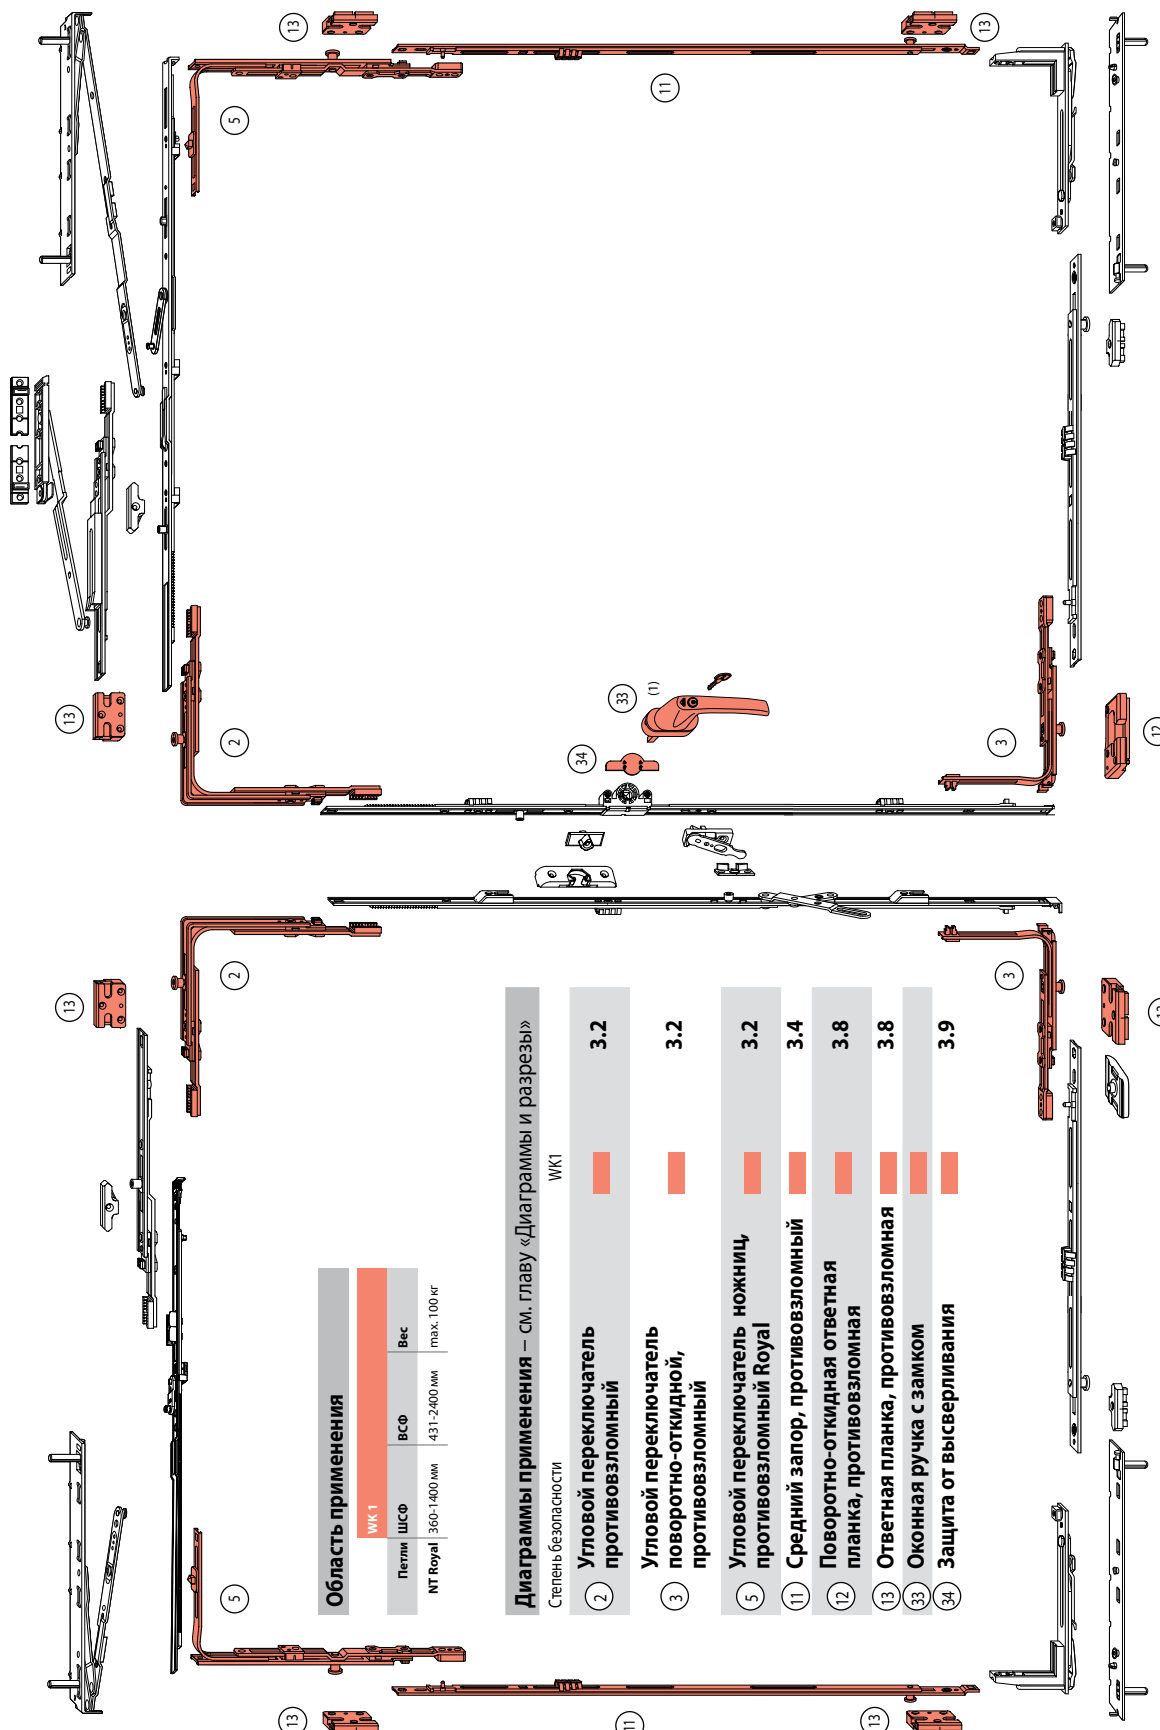 Область применения
WK 1
Петли ШСФ ВСФ Вес
NT Royal 360-1400 мм 431-2400 мм max. 100 кг
Диаграммы применения – см. главу «Диаграммы и разрезы»
Степень безопасности WK1
2 Угловой переключатель
противовзломный 3.2
3 Угловой переключатель
поворотно-откидной,
противовзломный 3.2
5 Угловой переключатель ножниц,
противовзломный Royal 3.2
11 Средний запор, противовзломный 3.4
12 Поворотно-откидная ответная
планка, противовзломная 3.8
13 Ответная планка, противовзломная 3.8
33 Оконная ручка с замком
34 Защита от высверливания 3.9
13
5
11
13
13
2
34
33
(1)
3
12
13
2
3
5
13
11
13